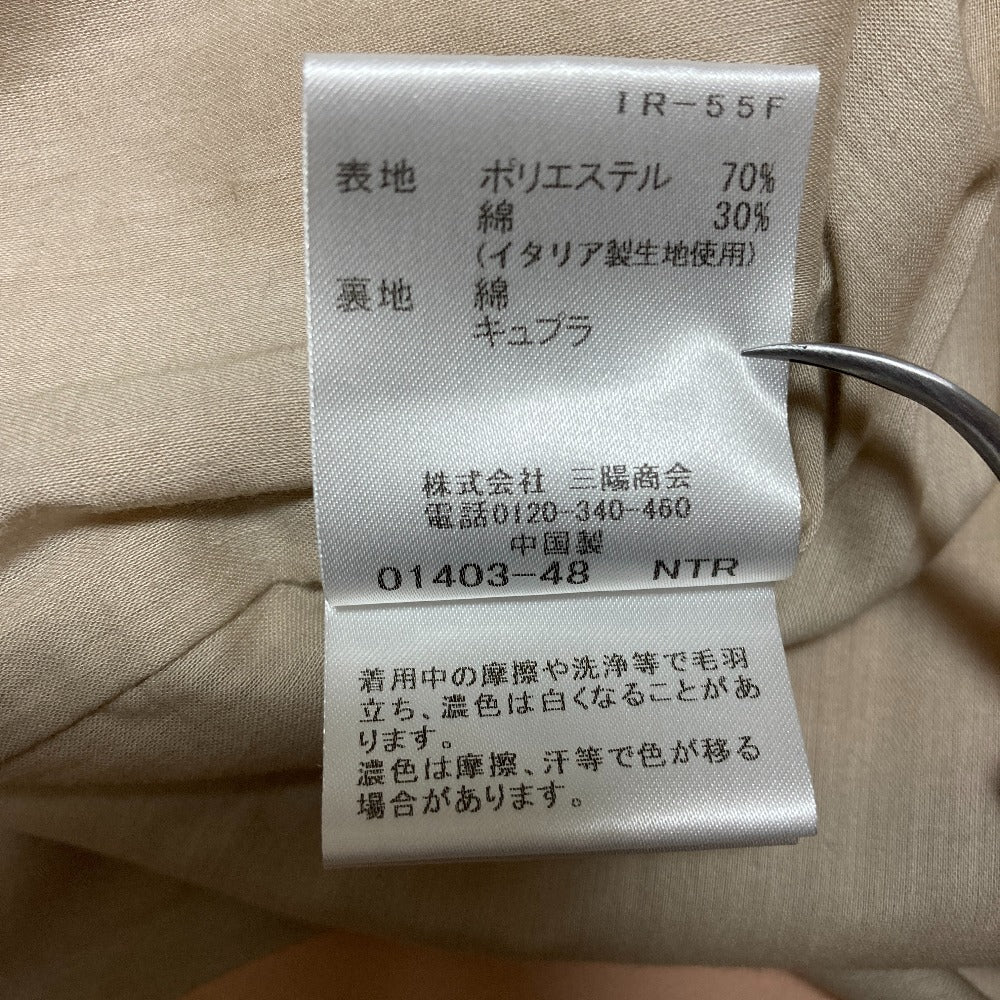 IR-55F
表地 ポリエステル 70%
綿 30%
(イタリア製生地使用)
裏地 綿
キュプラ
株式会社 三陽商会
電話0120-340-460
中国製
01403-48 NTR
着用中の摩擦や洗浄等で毛羽
立ち、濃色は白くなることがあ
ります。
濃色は摩擦、汗等で色が移る
場合があります。